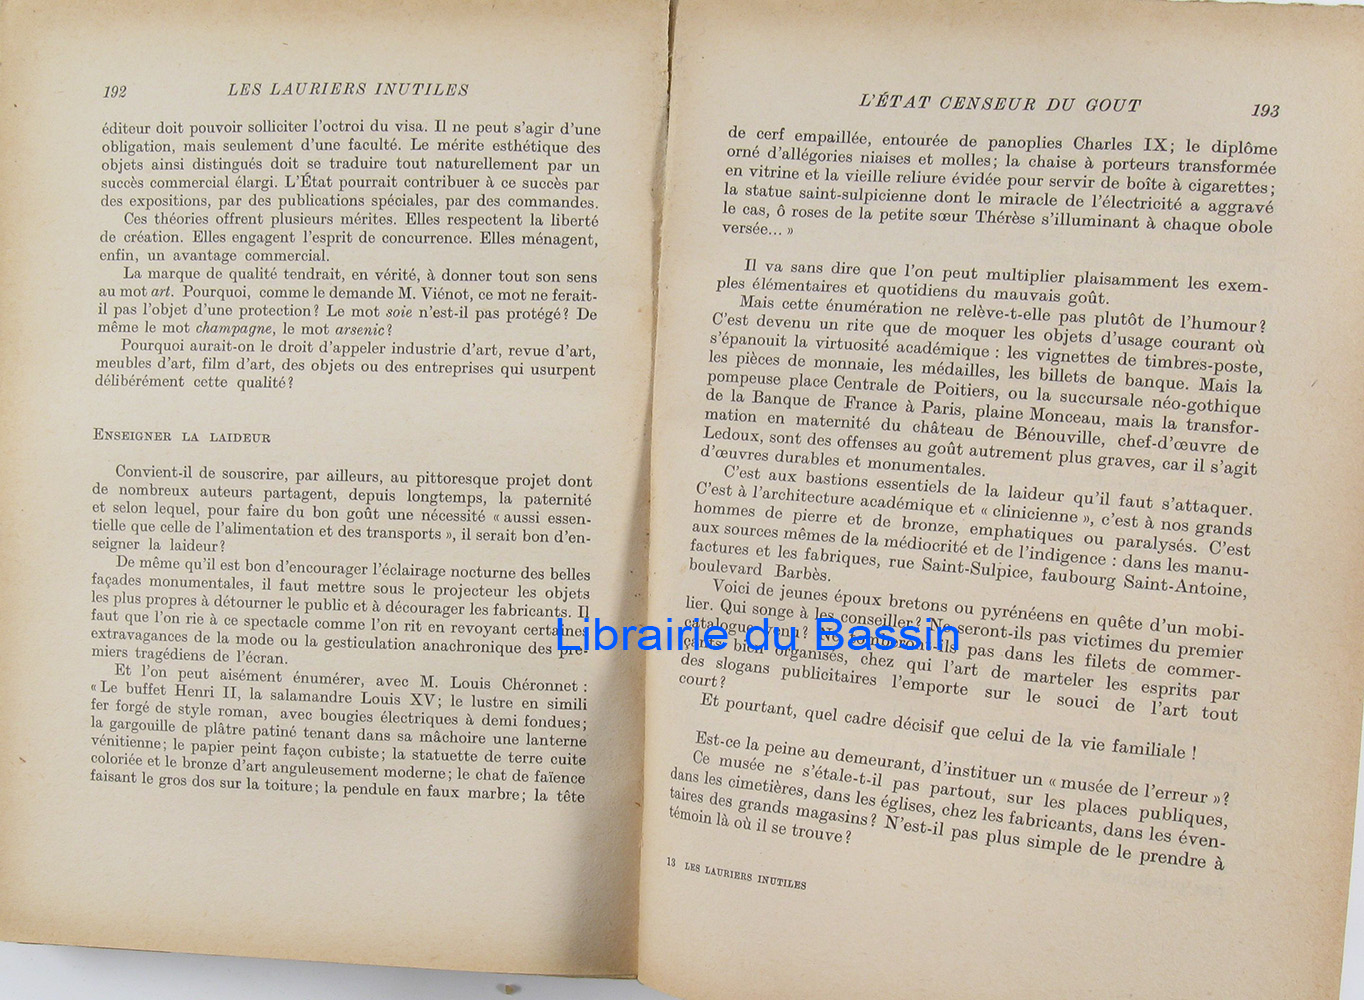 192 LES LAURIERS INUTILES
éditeur doit pouvoir solliciter l'octroi du visa. Il ne peut s'agir d'une
obligation, mais seulement d'une faculté. Le mérite esthétique des
objets ainsi distingués doit se traduire tout naturellement par un
succès commercial élargi. L'État pourrait contribuer à ce succès par
des expositions, par des publications spéciales, par des commandes.
Ces théories offrent plusieurs mérites. Elles respectent la liberté
de création. Elles engagent l'esprit de concurrence. Elles ménagent,
enfin, un avantage commercial.
La marque de qualité tendrait, en vérité, à donner tout son sens
au mot art. Pourquoi, comme le demande M. Viénot, ce mot ne ferait-
il pas l'objet d'une protection? Le mot soie n'est-il pas protégé? De
même le mot champagne, le mot arsenic?
Pourquoi aurait-on le droit d'appeler industrie d'art, revue d'art,
meubles d'art, film d'art, des objets ou des entreprises qui usurpent
délibérément cette qualité?
ENSEIGNER LA LAIDEUR
Convient-il de souscrire, par ailleurs, au pittoresque projet dont
de nombreux auteurs partagent, depuis longtemps, la paternité
et selon lequel, pour faire du bon goût une nécessité « aussi essen-
tielle que celle de l'alimentation et des transports », il serait bon d'en-
seigner la laideur?
De même qu'il est bon d'encourager l'éclairage nocturne des belles
façades monumentales, il faut mettre sous le projecteur les objets
les plus propres à détourner le public et à décourager les fabricants. Il
faut que l'on rie à ce spectacle comme l'on rit en revoyant certaines
extravagances de la mode ou la gesticulation anachronique des pre-
miers tragédiens de l'écran.
Et l'on peut aisément énumérer, avec M. Louis Chéronnet :
« Le buffet Henri II, la salamandre Louis XV; le lustre en simili
fer forgé de style roman, avec bougies électriques à demi fondues;
la gargouille de plâtre patiné tenant dans sa mâchoire une lanterne
vénitienne; le papier peint façon cubiste; la statuette de terre cuite
coloriée et le bronze d'art anguleusement moderne; le chat de faïence
faisant le gros dos sur la toiture; la pendule en faux marbre; la tête
L'ÉTAT CENSEUR DU GOUT 193
de cerf empaillée, entourée de panoplies Charles IX; le diplôme
orné d'allégories niaises et molles; la chaise à porteurs transformée
en vitrine et la vieille reliure évidée pour servir de boîte à cigarettes;
la statue saint-sulpicienne dont le miracle de l'électricité a aggravé
le cas, ô roses de la petite sœur Thérèse s'illuminant à chaque obole
versée... »
Il va sans dire que l'on peut multiplier plaisamment les exem-
ples élémentaires et quotidiens du mauvais goût.
Mais cette énumération ne relève-t-elle pas plutôt de l'humour?
C'est devenu un rite que de moquer les objets d'usage courant où
s'épanouit la virtuosité académique : les vignettes de timbres-poste,
les pièces de monnaie, les médailles, les billets de banque. Mais la
pompeuse place Centrale de Poitiers, ou la succursale néo-gothique
de la Banque de France à Paris, plaine Monceau, mais la transfor-
mation en maternité du château de Bénouville, chef-d'œuvre de
Ledoux, sont des offenses au goût autrement plus graves, car il s'agit
d'œuvres durables et monumentales.
C'est aux bastions essentiels de la laideur qu'il faut s'attaquer.
C'est à l'architecture académique et « clinicienne », c'est à nos grands
hommes de pierre et de bronze, emphatiques ou paralysés. C'est
aux sources mêmes de la médiocrité et de l'indigence : dans les manu-
factures et les fabriques, rue Saint-Sulpice, faubourg Saint-Antoine,
boulevard Barbès.
Voici de jeunes époux bretons ou pyrénéens en quête d'un mobi-
lier. Qui songe à les conseiller? Ne seront-ils pas victimes du premier
catalogue venu? Ne tomberont-ils pas dans les filets de commer-
çants bien organisés, chez qui l'art de marteler les esprits par
des slogans publicitaires l'emporte sur le souci de l'art tout
court?
Et pourtant, quel cadre décisif que celui de la vie familiale !
Est-ce la peine au demeurant, d'instituer un « musée de l'erreur »?
Ce musée ne s'étale-t-il pas partout, sur les places publiques,
dans les cimetières, dans les églises, chez les fabricants, dans les éven-
taires des grands magasins? N'est-il pas plus simple de le prendre à
témoin là où il se trouve?
13 LES LAURIERS INUTILES
Librairie du Bassin